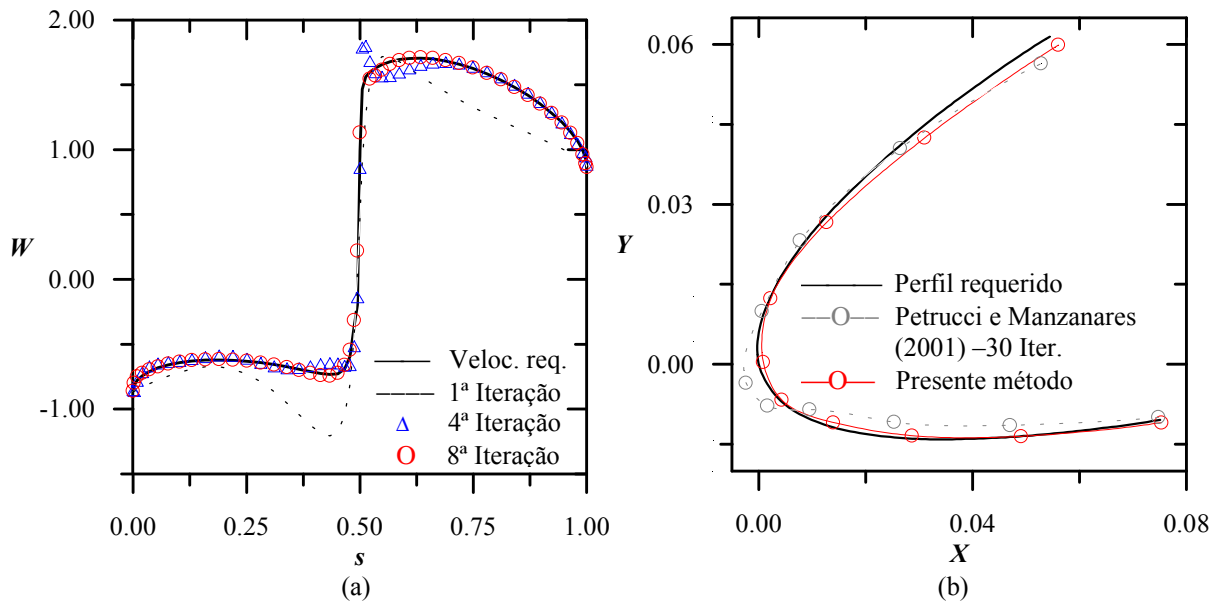 2.00
1.00
0.00
-1.00
W
0.00 0.25 0.50 0.75 1.00
s
(a)
Veloc. req.
1ª Iteração
4ª Iteração
8ª Iteração
0.06
0.03
0.00
Y
0.00 0.04 0.08
X
(b)
Perfil requerido
Petrucci e Manzanares
(2001) –30 Iter.
Presente método